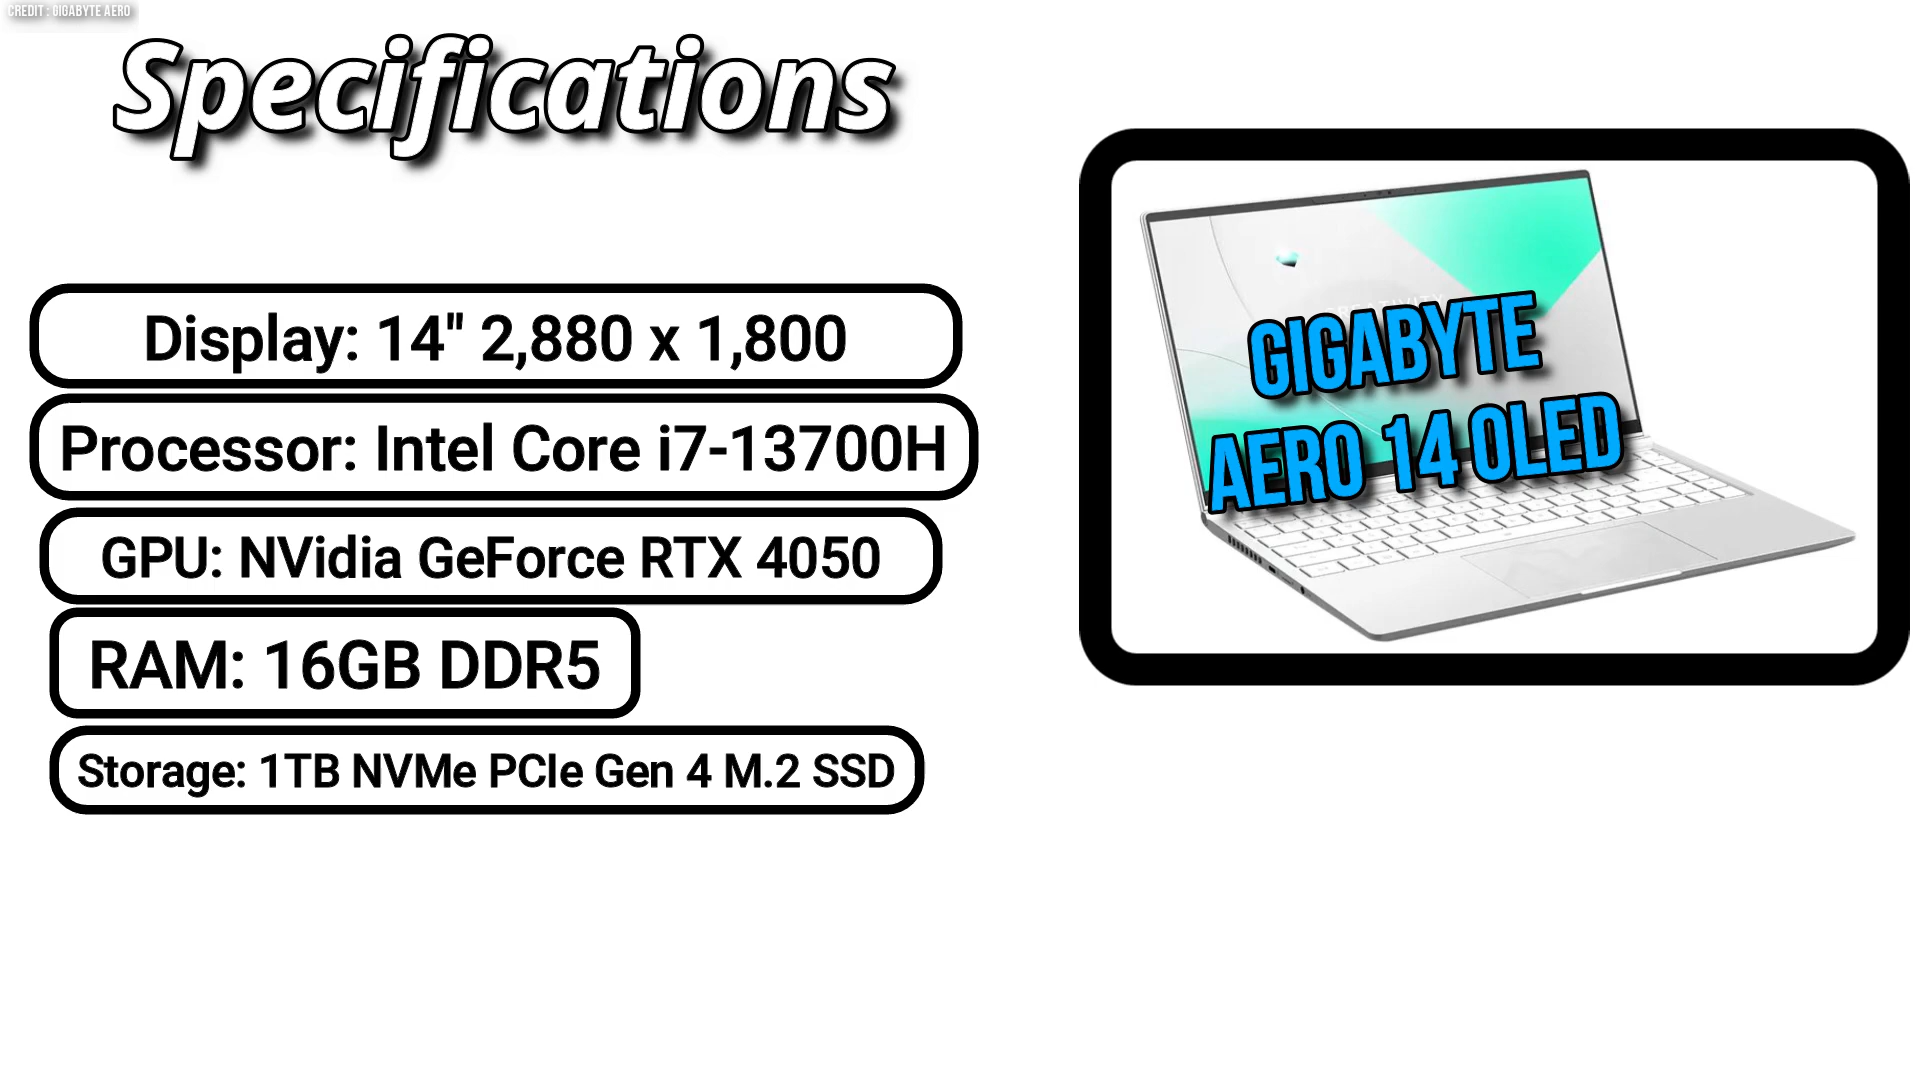 CREDIT : GIGABYTE AERO
Specifications
Display: 14" 2,880 x 1,800
Processor: Intel Core i7-13700H
GPU: NVidia GeForce RTX 4050
RAM: 16GB DDR5
Storage: 1TB NVMe PCIe Gen 4 M.2 SSD
GIGABYTE
AERO 14 OLED